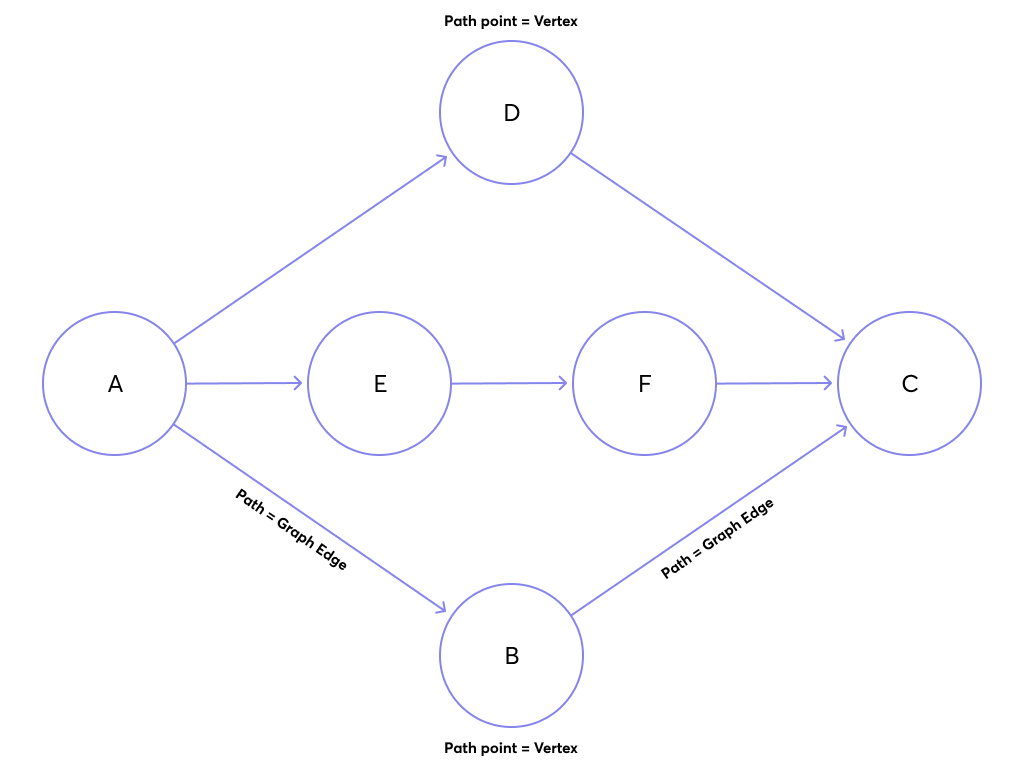 Path point = Vertex
D
A
E
F
C
Path = Graph Edge
Path = Graph Edge
B
Path point = Vertex